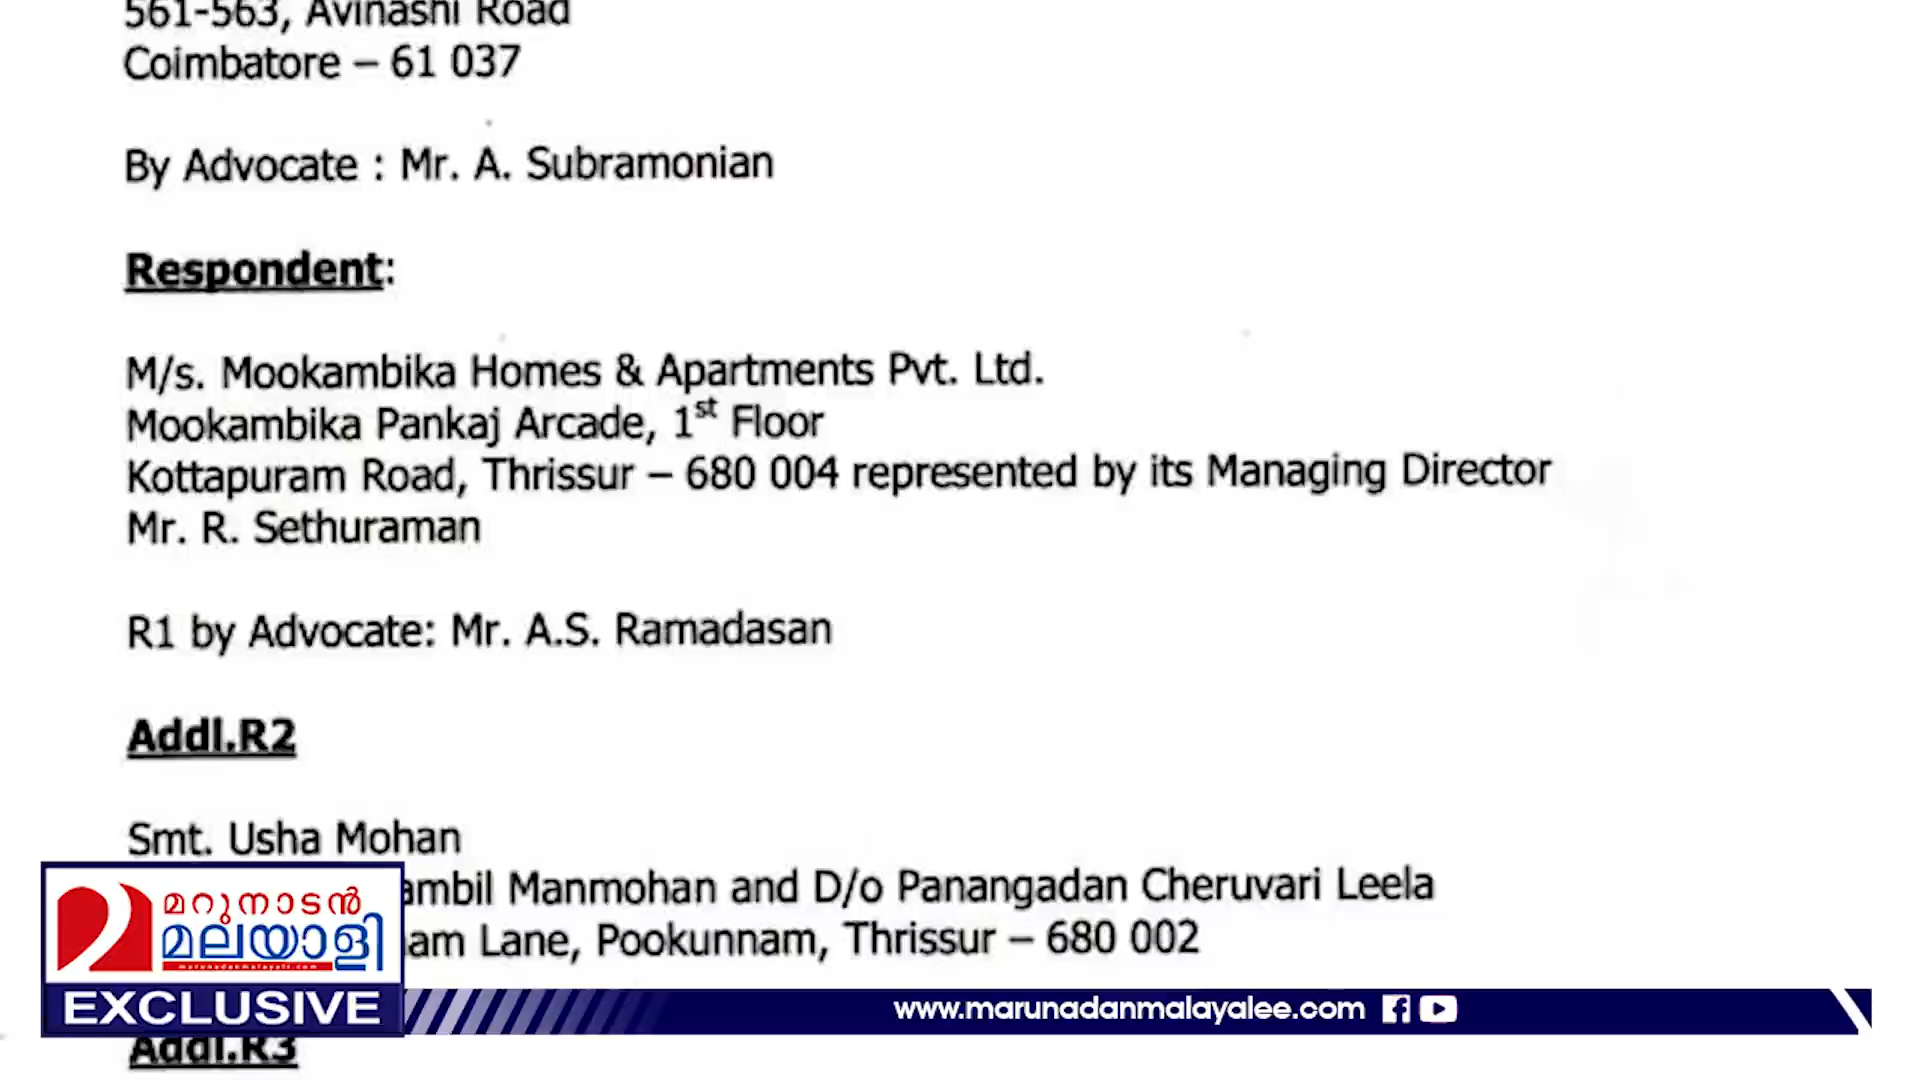 561-563, Avinashi Road
Coimbatore – 61 037
By Advocate : Mr. A. Subramonian
Respondent:
M/s. Mookambika Homes & Apartments Pvt. Ltd.
Mookambika Pankaj Arcade, 1st Floor
Kottapuram Road, Thrissur – 680 004 represented by its Managing Director
Mr. R. Sethuraman
R1 by Advocate: Mr. A.S. Ramadasan
Addl.R2
Smt. Usha Mohan
ambil Manmohan and D/o Panangadan Cheruvari Leela
am Lane, Pookunnam, Thrissur – 680 002
Addl.R3
മറുനാടൻ
മലയാളി
marunadanmalayali.com
EXCLUSIVE
www.marunadanmalayalee.com